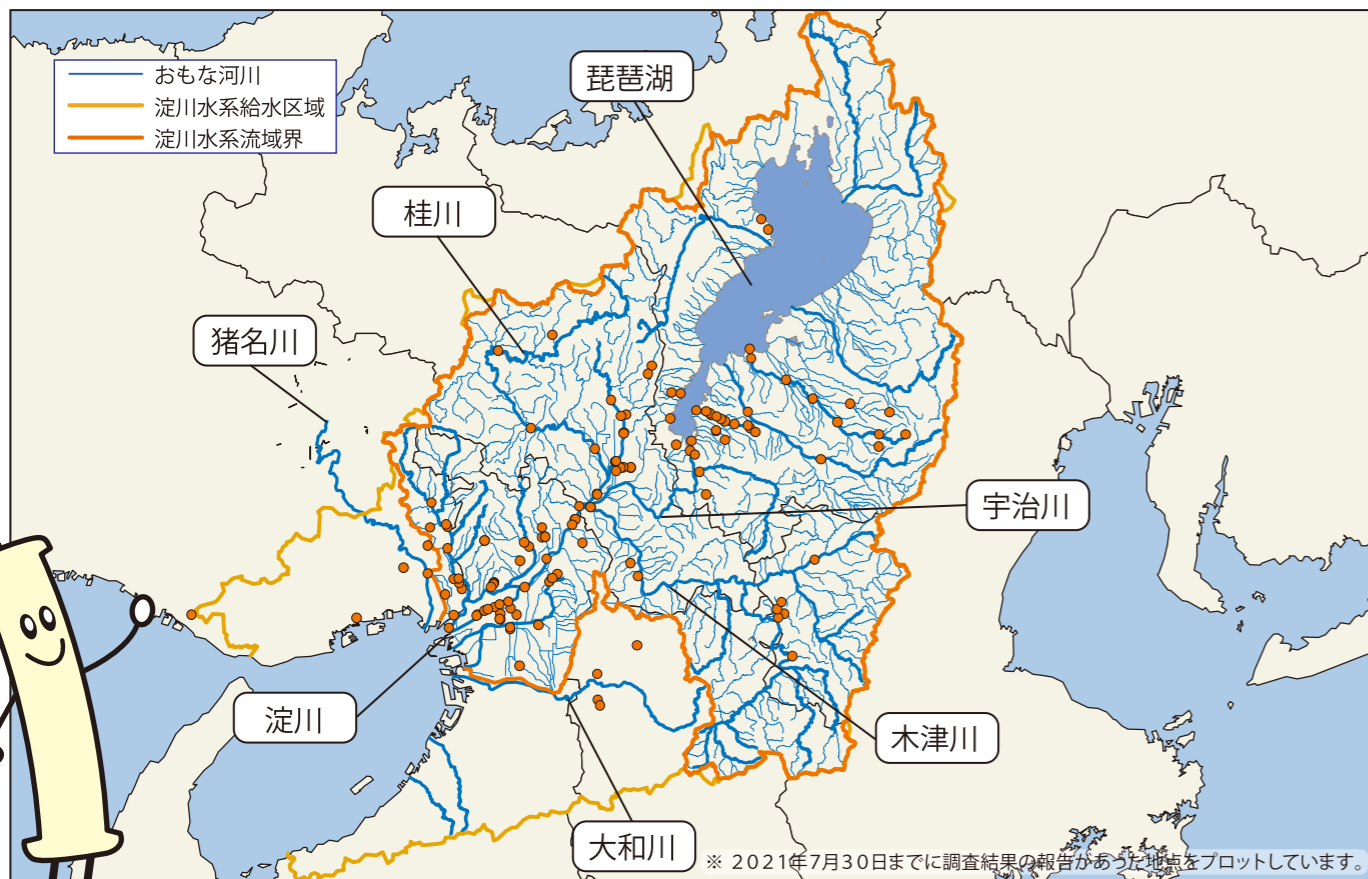 おもな河川
淀川水系給水区域
淀川水系流域界
琵琶湖
桂川
猪名川
宇治川
淀川
木津川
大和川
※ 2021年7月30日までに調査結果の報告があった地点をプロットしています。